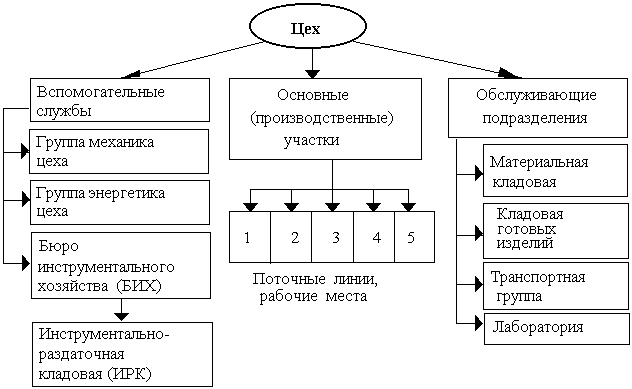 Цех
Вспомогательные
службы
Группа механика
цеха
Группа энергетика
цеха
Бюро
инструментального
хозяйства (БИХ)
Инструментально-
раздаточная
кладовая (ИРК)
Основные
(производственные)
участки
1 2 3 4 5
Поточные линии,
рабочие места
Обслуживающие
подразделения
Материальная
кладовая
Кладовая
готовых
изделий
Транспортная
группа
Лаборатория